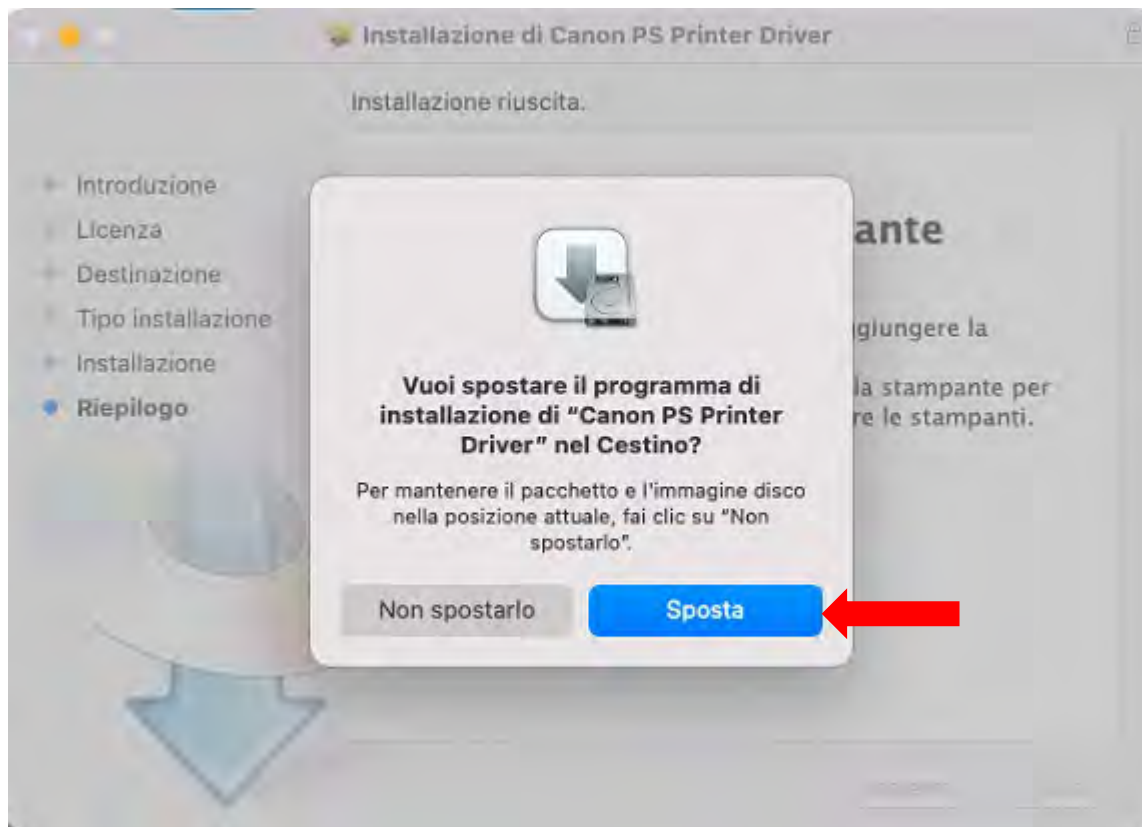 Installazione di Canon PS Printer Driver
Installazione riuscita.
Introduzione
Licenza
Destinazione
Tipo installazione
Installazione
Riepilogo
ante
giungere la
la stampante per
re le stampanti.
Vuoi spostare il programma di
installazione di "Canon PS Printer
Driver" nel Cestino?
Per mantenere il pacchetto e l'immagine disco
nella posizione attuale, fai clic su "Non
spostarlo".
Non spostarlo
Sposta